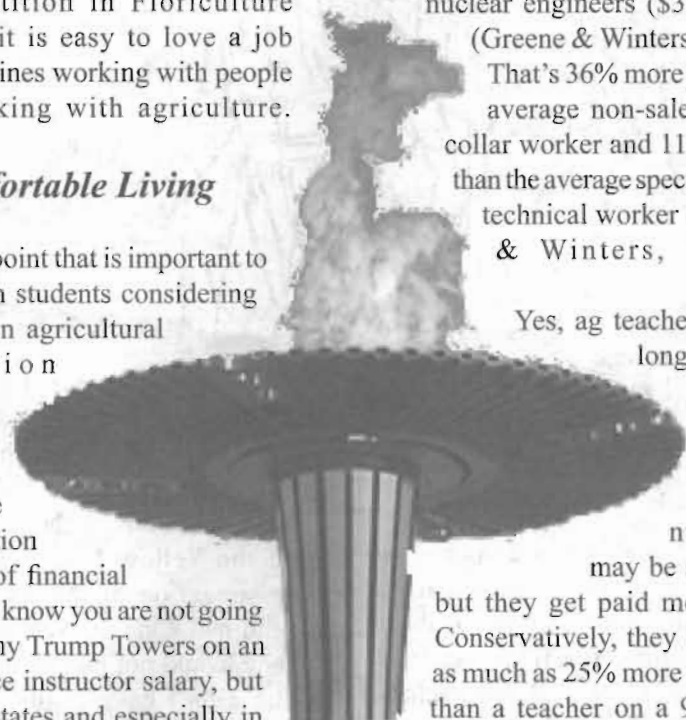 tition in Floriculture
it is easy to love a job
ines working with people
king with agriculture.
fortable Living
point that is important to
n students considering
n agricultural
ion
ion
of financial
know you are not going
ny Trump Towers on an
ce instructor salary, but
tates and especially in
nuclear engineers ($3
(Greene & Winters
That's 36% more
average non-sale
collar worker and 11
than the average spec
technical worker
& Winters,
Yes, ag teache
long
n
may be
but they get paid mo
Conservatively, they
as much as 25% more
than a teacher on a 9